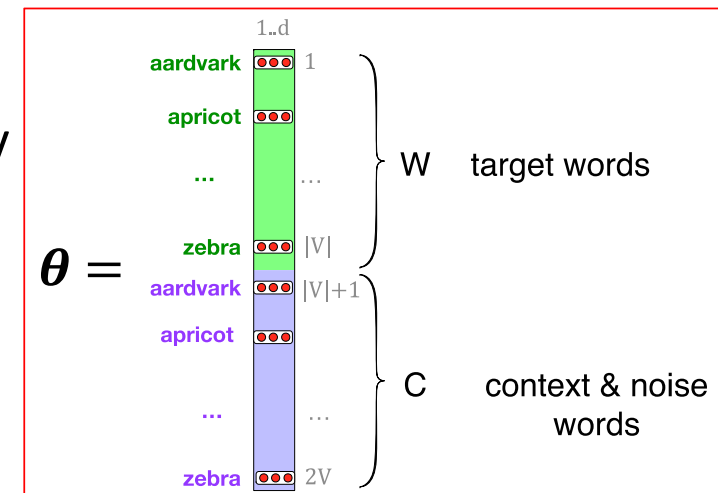 1..d
aardvark 1
apricot
... ...
W target words
zebra |V|
θ =
aardvark |V|+1
apricot
C context & noise
words
... ...
zebra 2V